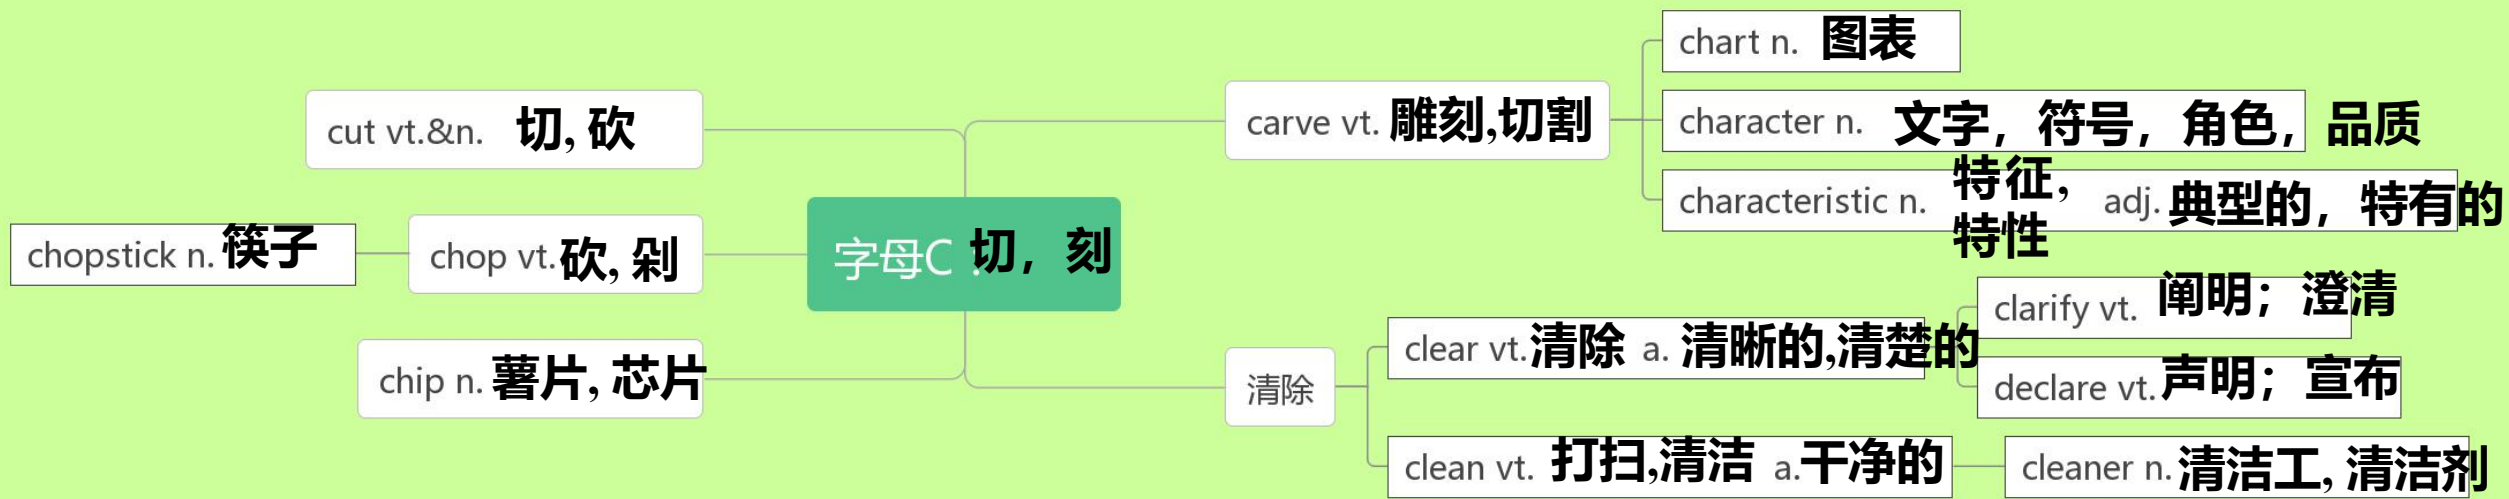 cut vt.&n. 切, 砍
chopstick n. 筷子
chop vt. 砍, 剁
chip n. 薯片, 芯片
字母C : 切，刻
carve vt. 雕刻,切割
chart n. 图表
character n. 文字，符号，角色，品质
characteristic n. 特征，特性 adj. 典型的，特有的
清除
clear vt. 清除 a. 清晰的,清楚的
clarify vt. 阐明；澄清
declare vt. 声明；宣布
clean vt. 打扫,清洁 a.干净的
cleaner n. 清洁工, 清洁剂